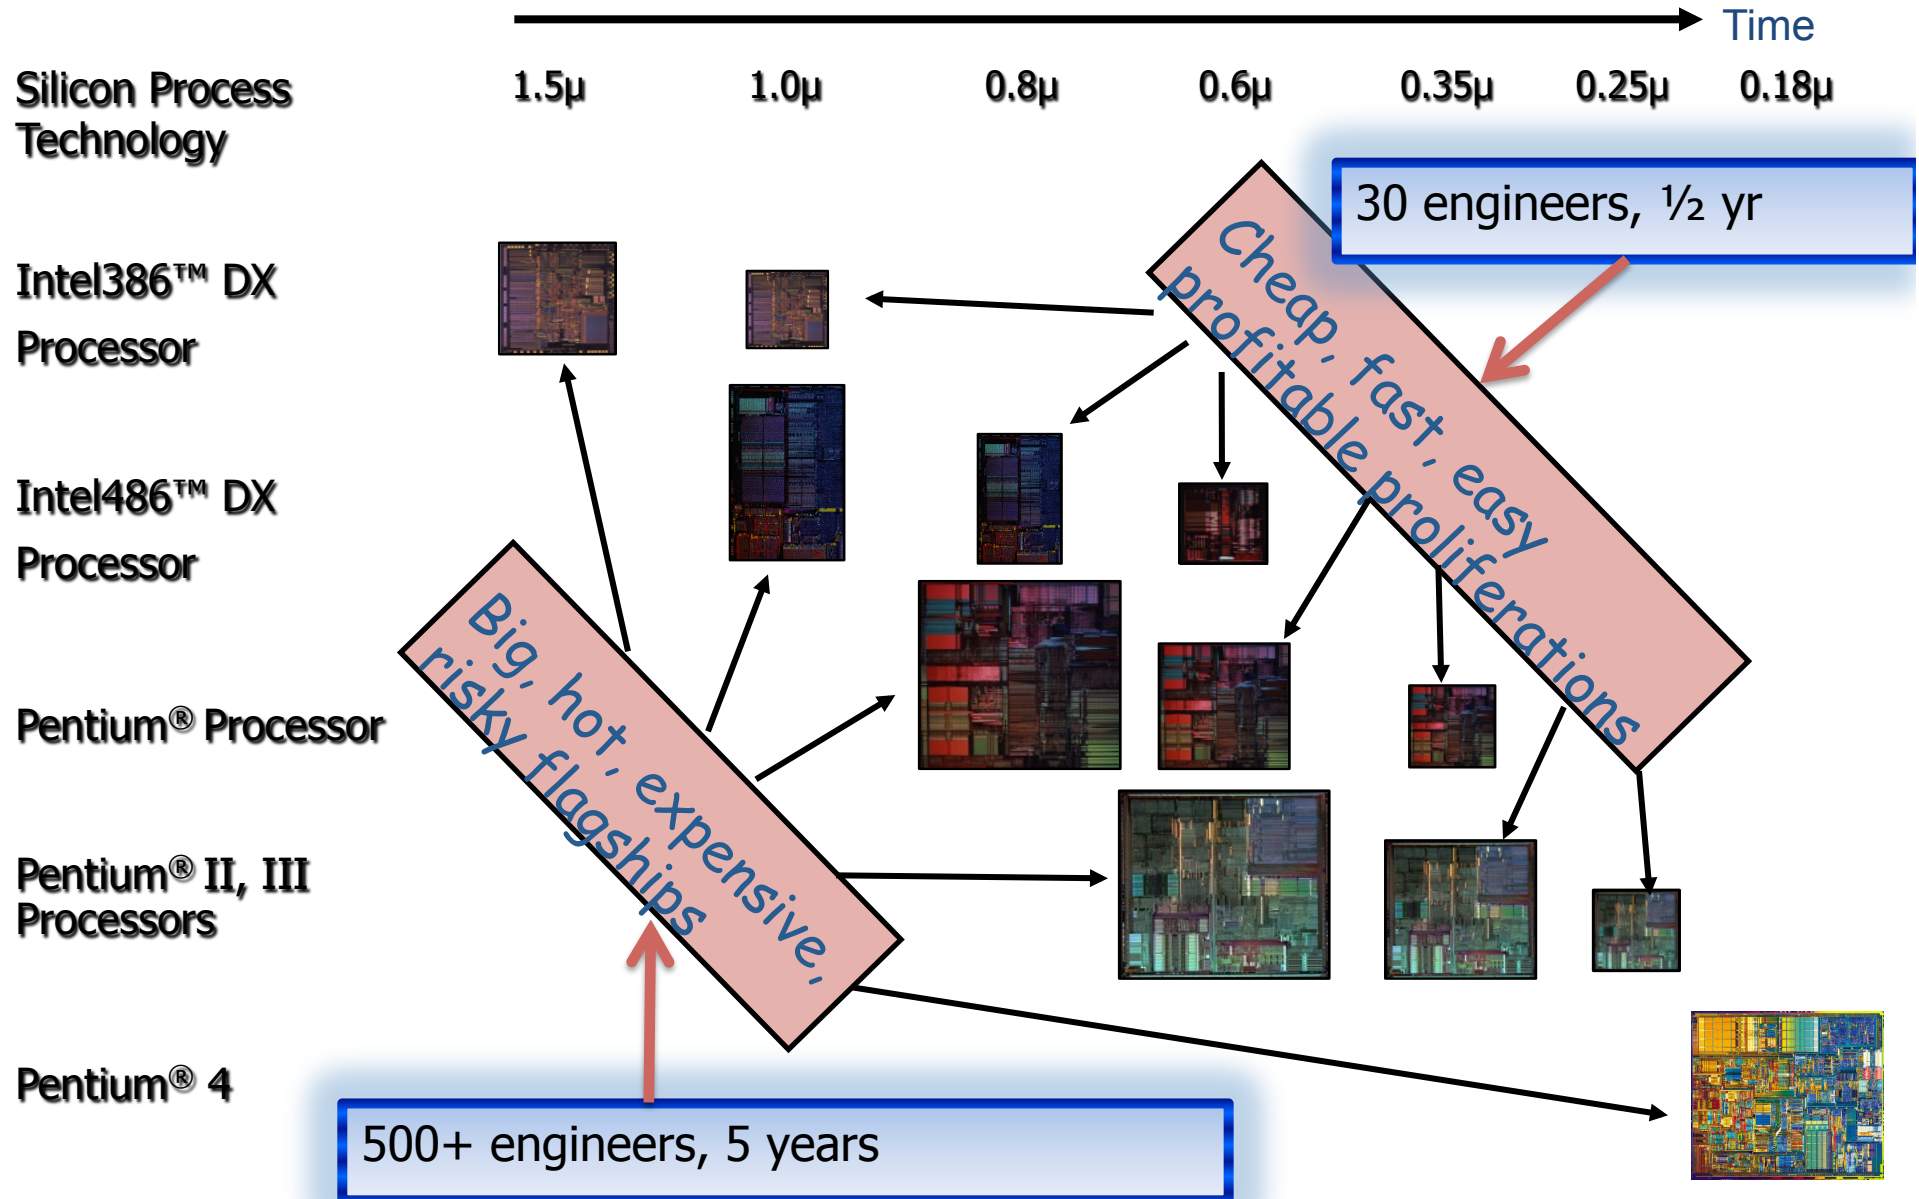 Time
Silicon Process
Technology
1.5μ 1.0μ 0.8μ 0.6μ 0.35μ 0.25μ 0.18μ
30 engineers, ½ yr
Cheap, fast, easy
profitable proliferations
Intel386™ DX
Processor
Intel486™ DX
Processor
Big, hot, expensive,
risky flagships
Pentium® Processor
Pentium® II, III
Processors
Pentium® 4
500+ engineers, 5 years